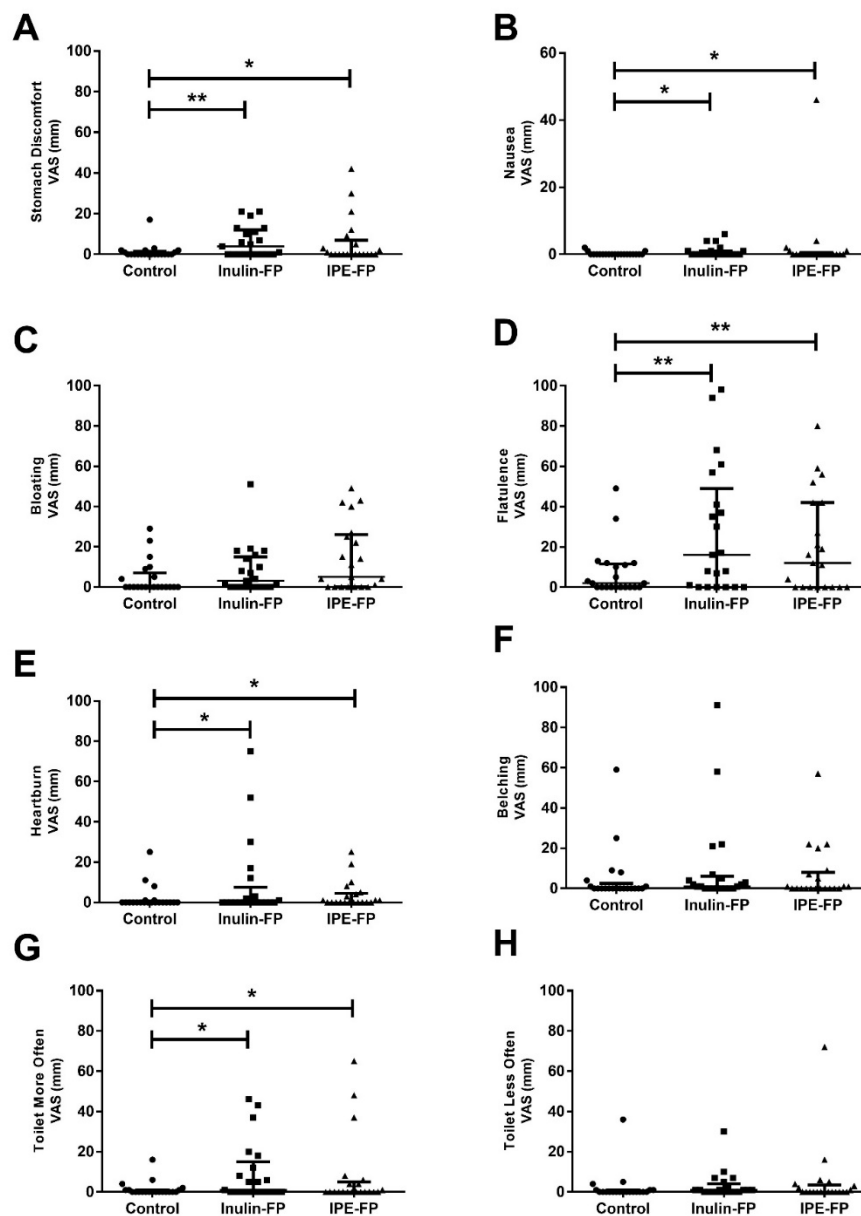 A
Stomach Discomfort
VAS (mm)
100
80
60
40
20
0
*
**
Control
Inulin-FP
IPE-FP
B
Nausea
VAS (mm)
60
40
20
0
*
*
Control
Inulin-FP
IPE-FP
C
Bloating
VAS (mm)
100
80
60
40
20
0
Control
Inulin-FP
IPE-FP
D
Flatulence
VAS (mm)
100
80
60
40
20
0
**
**
Control
Inulin-FP
IPE-FP
E
Heartburn
VAS (mm)
100
80
60
40
20
0
*
*
Control
Inulin-FP
IPE-FP
F
Belching
VAS (mm)
100
80
60
40
20
0
Control
Inulin-FP
IPE-FP
G
Toilet More Often
VAS (mm)
100
80
60
40
20
0
*
*
Control
Inulin-FP
IPE-FP
H
Toilet Less Often
VAS (mm)
100
80
60
40
20
0
Control
Inulin-FP
IPE-FP